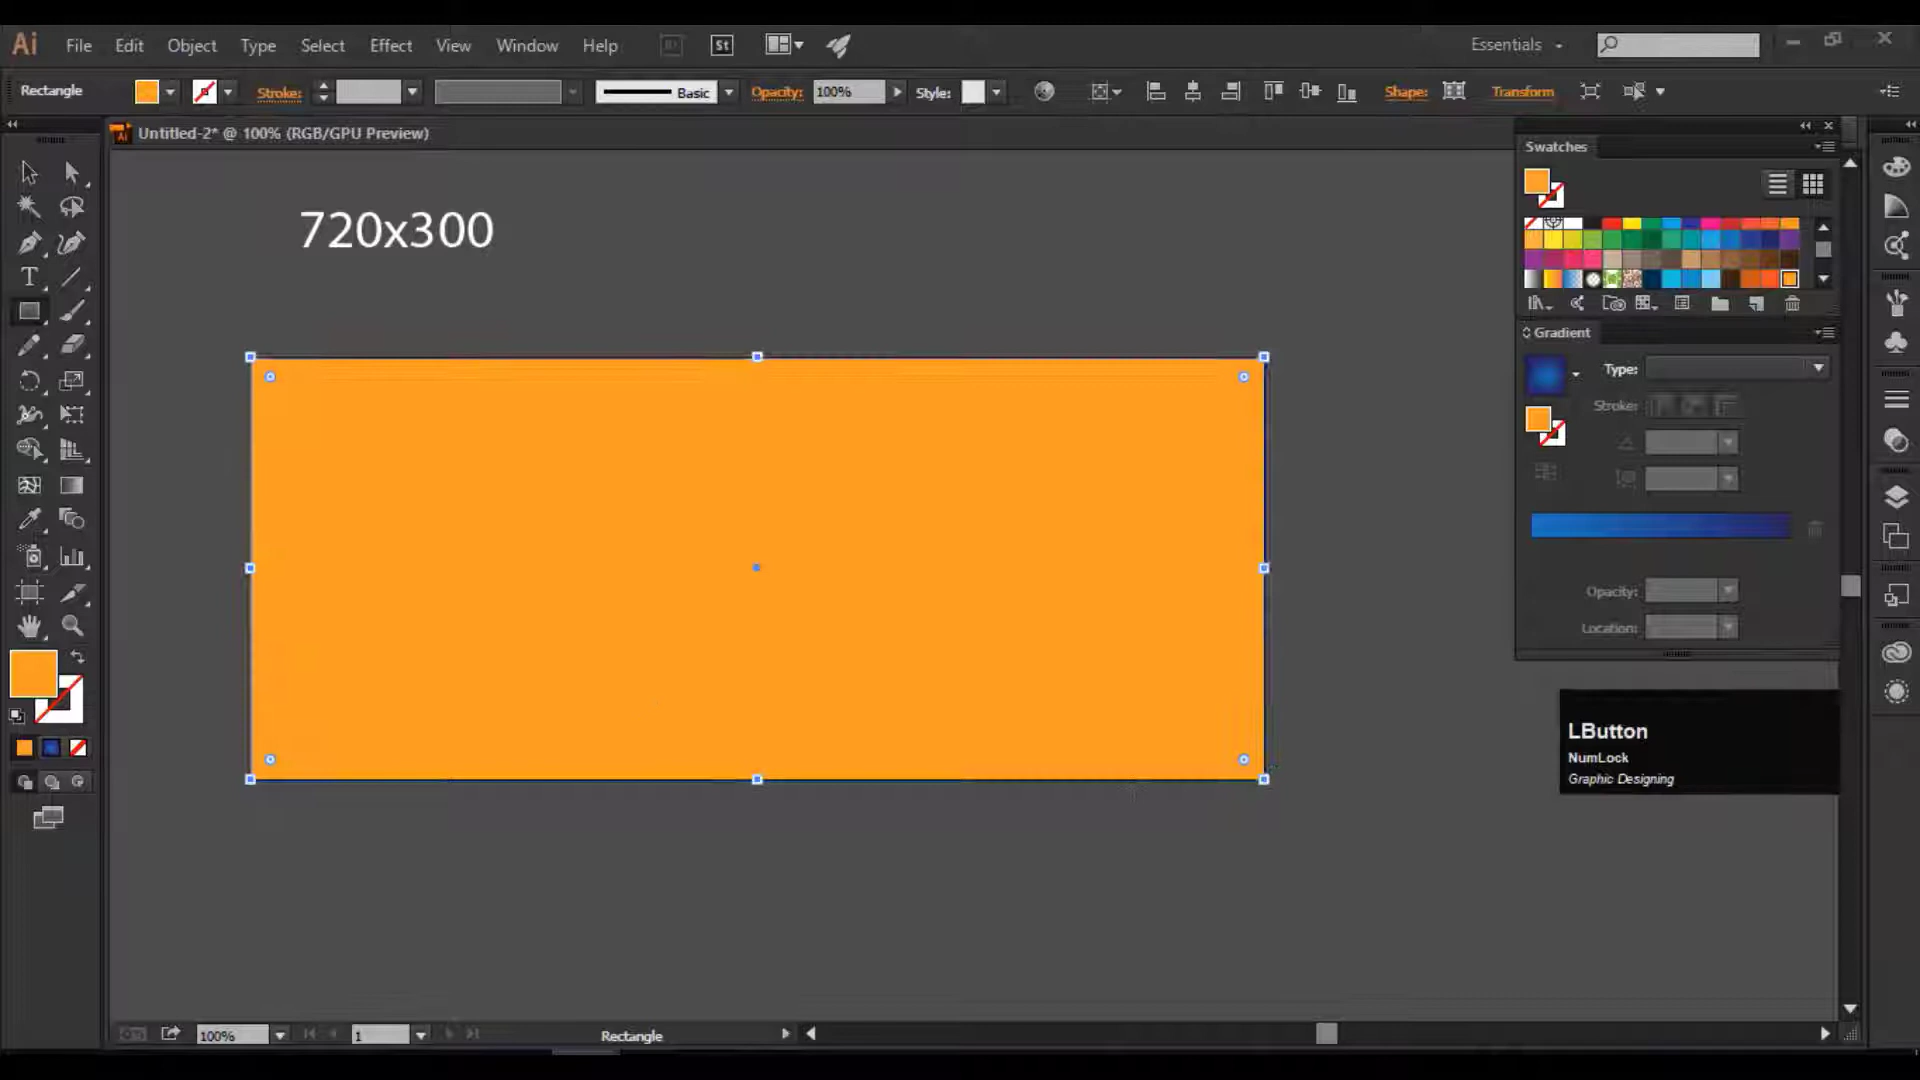 Ai File Edit Object Type Select Effect View Window Help St Essentials
Rectangle Stroke: Basic Opacity: 100% Style: Shape: Transform
Untitled-2* @ 100% (RGB/GPU Preview)
Swatches
720x300
Gradient
Type:
Stroke:
Opacity:
Location:
LButton
NumLock
Graphic Designing
100% 1 Rectangle